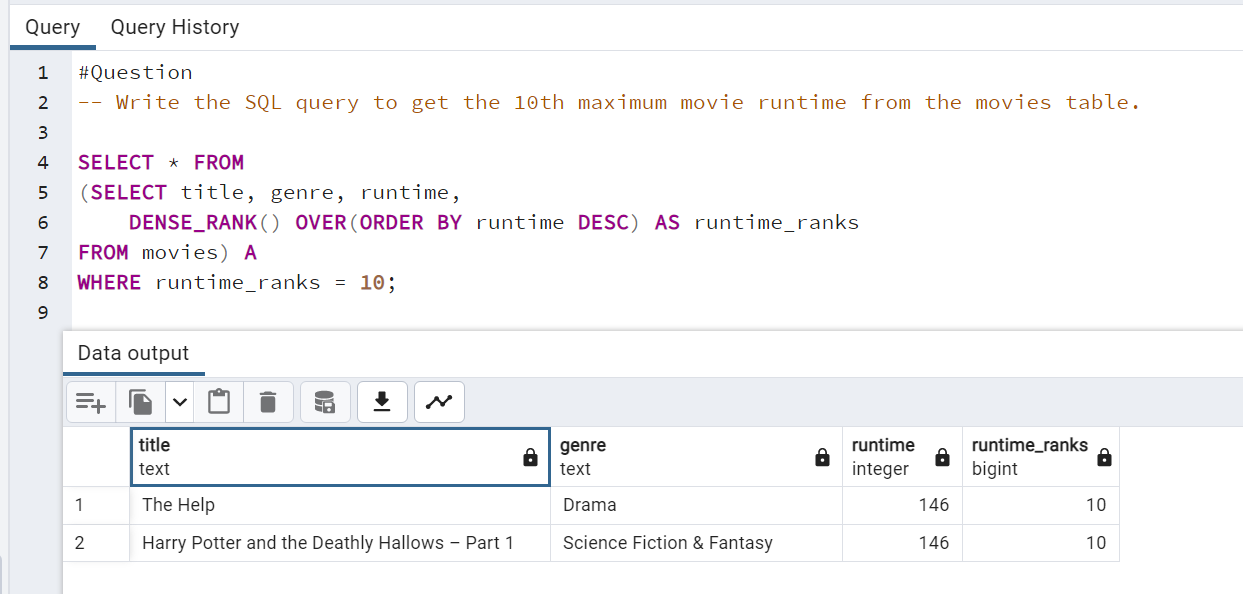 Query Query History
1 #Question
2 -- Write the SQL query to get the 10th maximum movie runtime from the movies table.
3
4 SELECT * FROM
5 (SELECT title, genre, runtime,
6     DENSE_RANK() OVER(ORDER BY runtime DESC) AS runtime_ranks
7 FROM movies) A
8 WHERE runtime_ranks = 10;
9
Data output
title genre runtime runtime_ranks
text text integer bigint
1 The Help Drama 146 10
2 Harry Potter and the Deathly Hallows – Part 1 Science Fiction & Fantasy 146 10